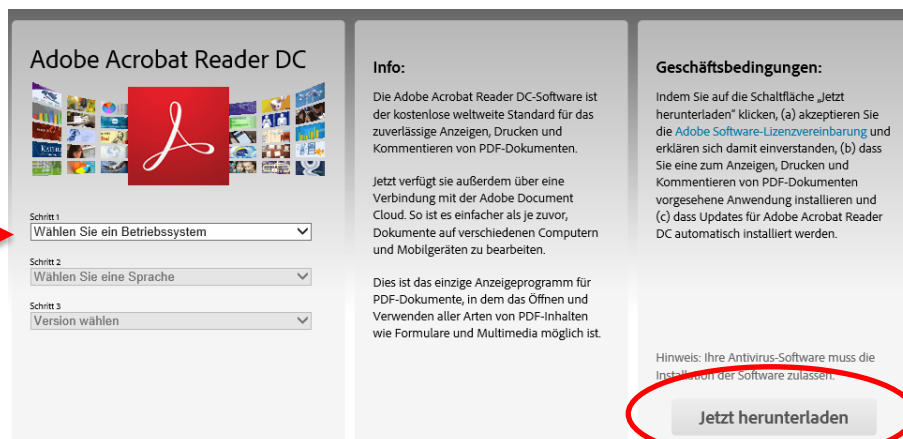 Adobe Acrobat Reader DC
Schritt 1
Wählen Sie ein Betriebssystem
Schritt 2
Wählen Sie eine Sprache
Schritt 3
Version wählen
Info:
Die Adobe Acrobat Reader DC-Software ist
der kostenlose weltweite Standard für das
zuverlässige Anzeigen, Drucken und
Kommentieren von PDF-Dokumenten.
Jetzt verfügt sie außerdem über eine
Verbindung mit der Adobe Document
Cloud. So ist es einfacher als je zuvor,
Dokumente auf verschiedenen Computern
und Mobilgeräten zu bearbeiten.
Dies ist das einzige Anzeigeprogramm für
PDF-Dokumente, in dem das Öffnen und
Verwenden aller Arten von PDF-Inhalten
wie Formulare und Multimedia möglich ist.
Geschäftsbedingungen:
Indem Sie auf die Schaltfläche „Jetzt
herunterladen“ klicken, (a) akzeptieren Sie
die Adobe Software-Lizenzvereinbarung und
erklären sich damit einverstanden, (b) dass
Sie eine zum Anzeigen, Drucken und
Kommentieren von PDF-Dokumenten
vorgesehene Anwendung installieren und
(c) dass Updates für Adobe Acrobat Reader
DC automatisch installiert werden.
Hinweis: Ihre Antivirus-Software muss die
Installation der Software zulassen.
Jetzt herunterladen